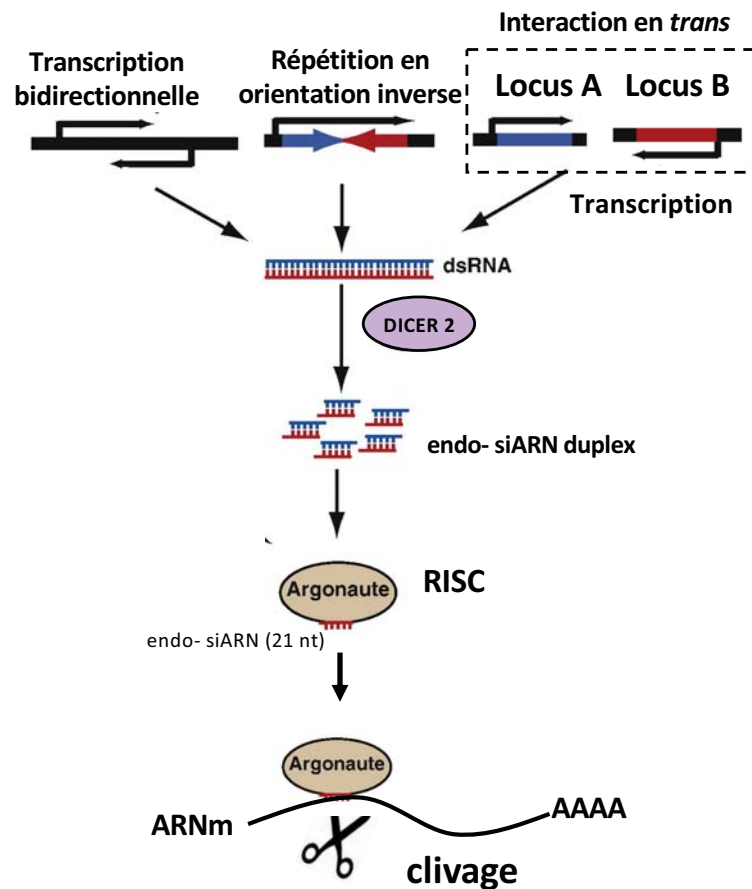 Interaction en trans
Transcription
bidirectionnelle
Répétition en
orientation inverse
Locus A
Locus B
Transcription
dsRNA
DICER 2
endo- siARN duplex
Argonaute
RISC
endo- siARN (21 nt)
Argonaute
ARNm
AAAA
clivage